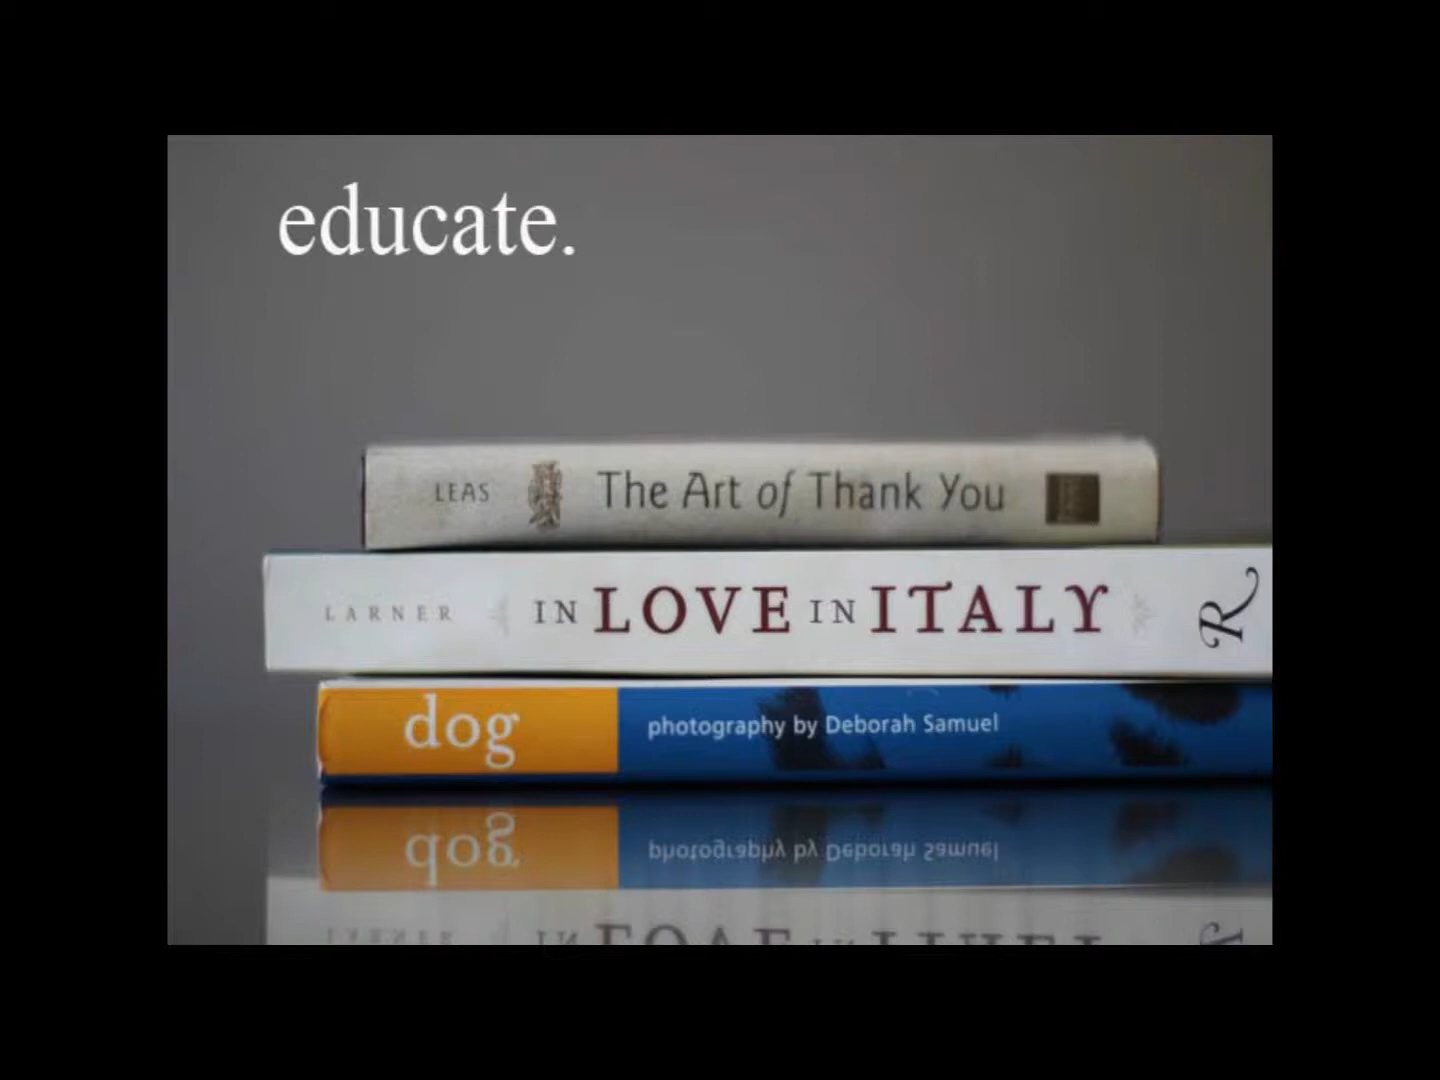 educate.
LEAS The Art of Thank You
LARNER IN LOVE IN ITALY R
dog photography by Deborah Samuel